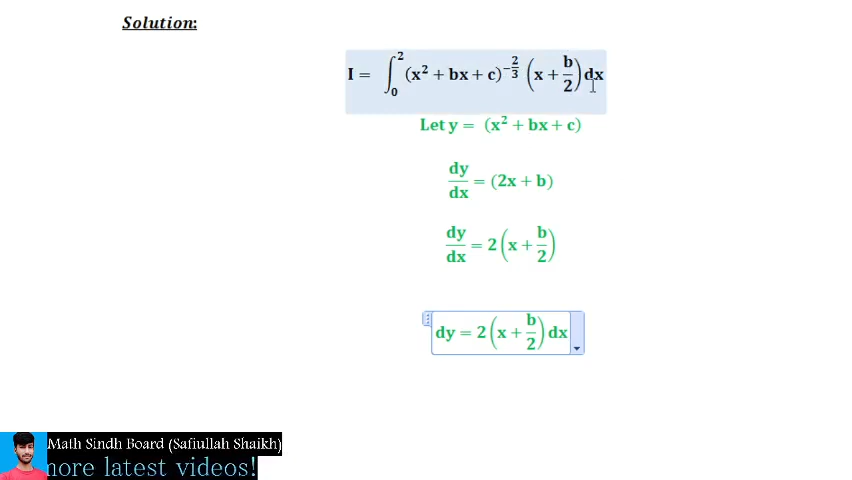 Solution:
I = ∫₀² (x² + bx + c)^(-2/3) (x + b/2) dx
Let y = (x² + bx + c)
dy/dx = (2x + b)
dy/dx = 2(x + b/2)
dy = 2(x + b/2) dx
Math Sindh Board (Safiullah Shaikh)
more latest videos!